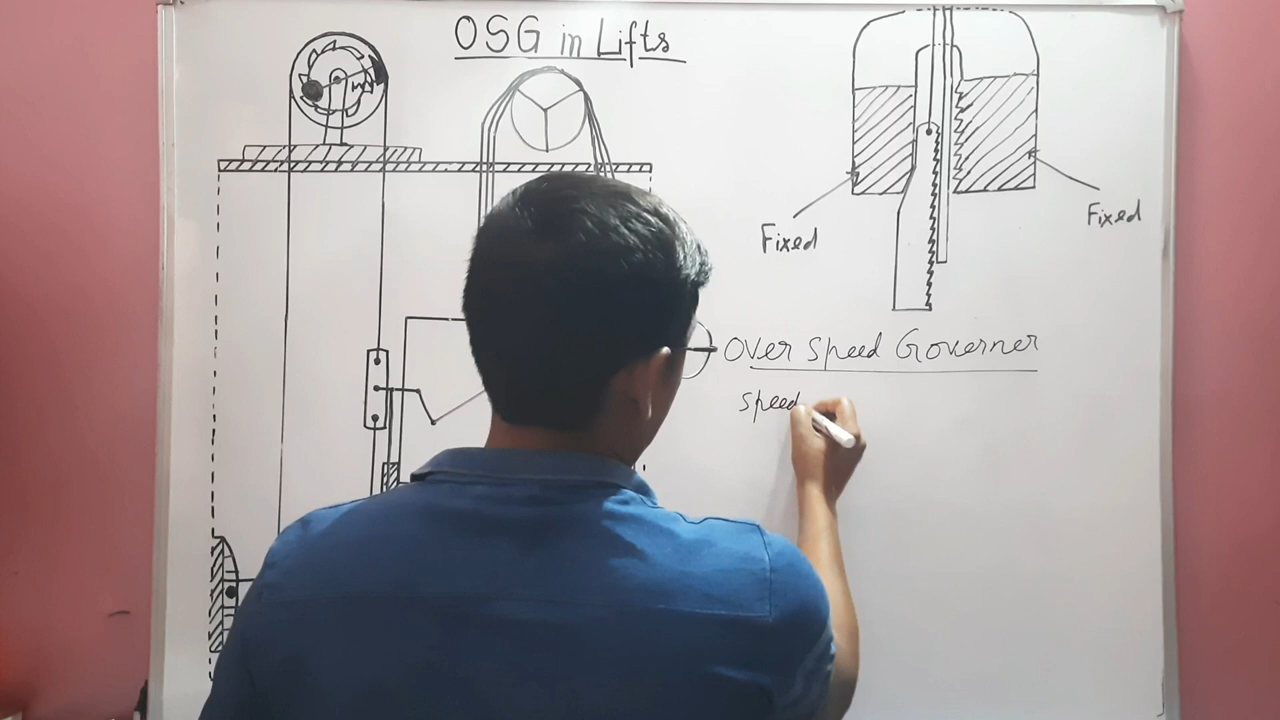 OSG in Lifts
Fixed
Fixed
Over Speed Governer
Speed